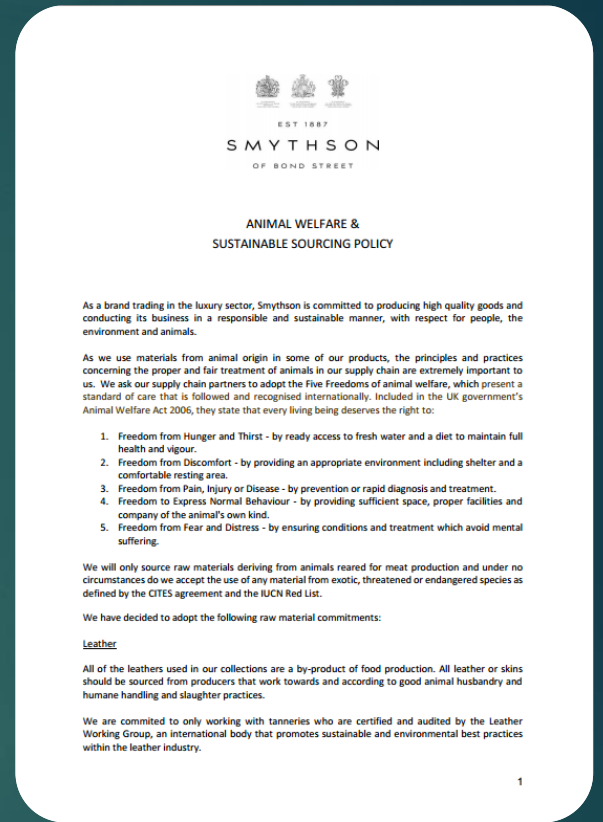 EST 1887
SMYTHSON
OF BOND STREET
ANIMAL WELFARE &
SUSTAINABLE SOURCING POLICY
As a brand trading in the luxury sector, Smythson is committed to producing high quality goods and
conducting its business in a responsible and sustainable manner, with respect for people, the
environment and animals.
As we use materials from animal origin in some of our products, the principles and practices
concerning the proper and fair treatment of animals in our supply chain are extremely important to
us. We ask our supply chain partners to adopt the Five Freedoms of animal welfare, which present a
standard of care that is followed and recognised internationally. Included in the UK government's
Animal Welfare Act 2006, they state that every living being deserves the right to:
1. Freedom from Hunger and Thirst - by ready access to fresh water and a diet to maintain full
health and vigour.
2. Freedom from Discomfort - by providing an appropriate environment including shelter and a
comfortable resting area.
3. Freedom from Pain, Injury or Disease - by prevention or rapid diagnosis and treatment.
4. Freedom to Express Normal Behaviour - by providing sufficient space, proper facilities and
company of the animal's own kind.
5. Freedom from Fear and Distress - by ensuring conditions and treatment which avoid mental
suffering.
We will only source raw materials deriving from animals reared for meat production and under no
circumstances do we accept the use of any material from exotic, threatened or endangered species as
defined by the CITES agreement and the IUCN Red List.
We have decided to adopt the following raw material commitments:
Leather
All of the leathers used in our collections are a by-product of food production. All leather or skins
should be sourced from producers that work towards and according to good animal husbandry and
humane handling and slaughter practices.
We are commited to only working with tanneries who are certified and audited by the Leather
Working Group, an international body that promotes sustainable and environmental best practices
within the leather industry.
1